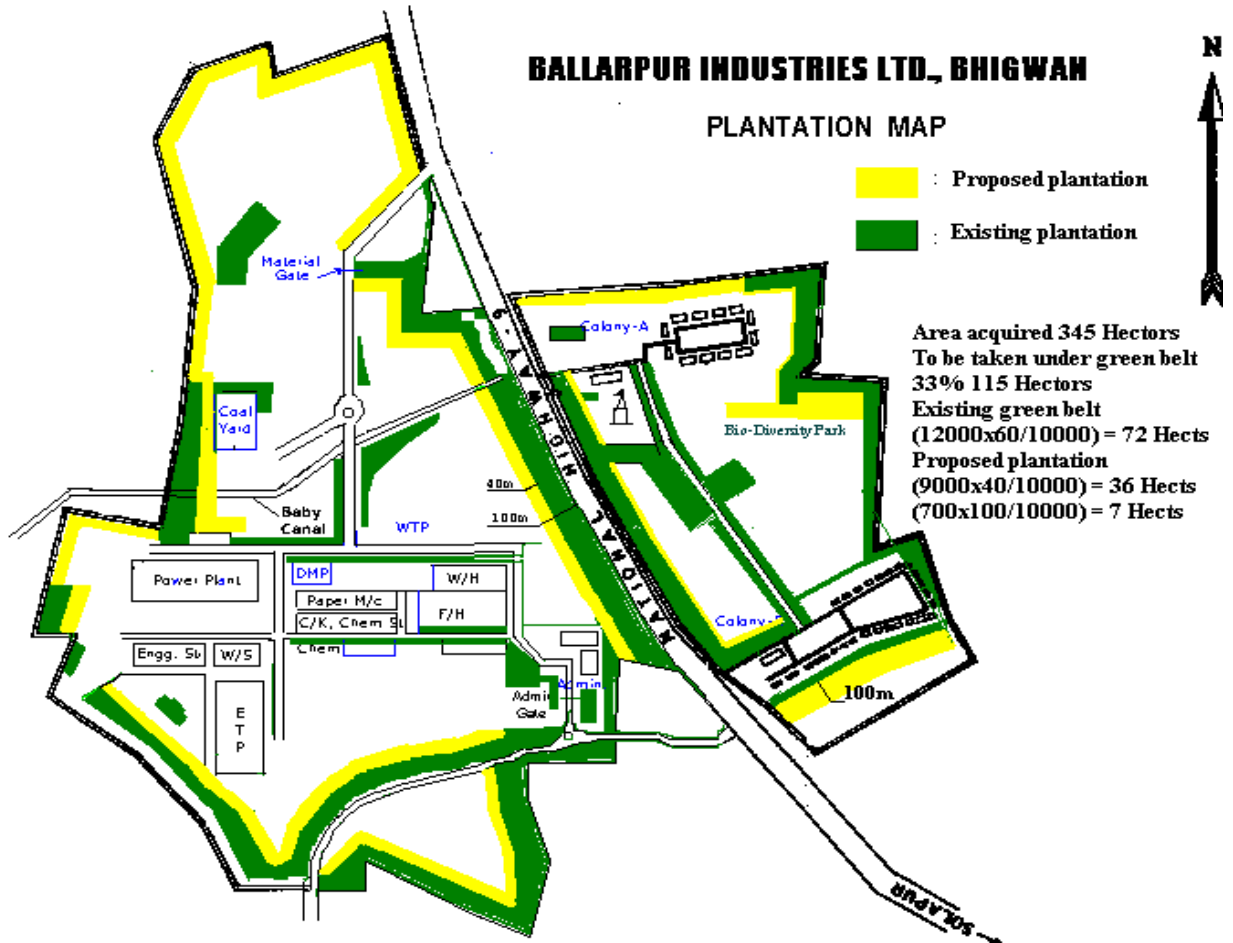 BALLARPUR INDUSTRIES LTD., BHIGWAN
N
PLANTATION MAP
: Proposed plantation
: Existing plantation
Material
Gate
Colony-A
NATIONAL HIGHWAY-9
Area acquired 345 Hectors
To be taken under green belt
33% 115 Hectors
Existing green belt
(12000x60/10000) = 72 Hects
Proposed plantation
(9000x40/10000) = 36 Hects
(700x100/10000) = 7 Hects
Coal
Yard
Bio-Diversity Park
40m
100m
Baby
Canal
WTP
Power Plant
DMP
W/H
Paper M/c
F/H
C/K, Chem St
Chem
Colony-
Engg. St.
W/S
Admin
Admin
Gate
100m
E
T
P
SOLAPUR